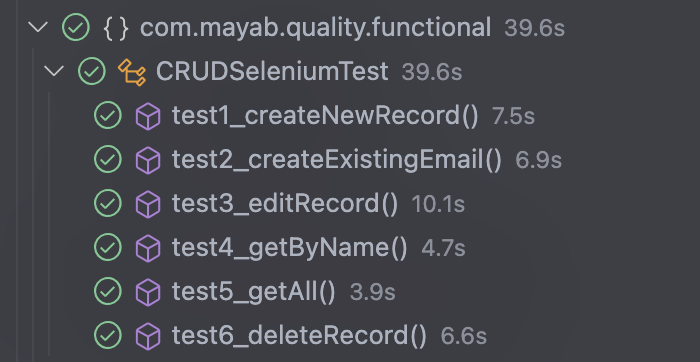 {} com.mayab.quality.functional 39.6s
CRUDSeleniumTest 39.6s
test1_createNewRecord() 7.5s
test2_createExistingEmail() 6.9s
test3_editRecord() 10.1s
test4_getByName() 4.7s
test5_getAll() 3.9s
test6_deleteRecord() 6.6s